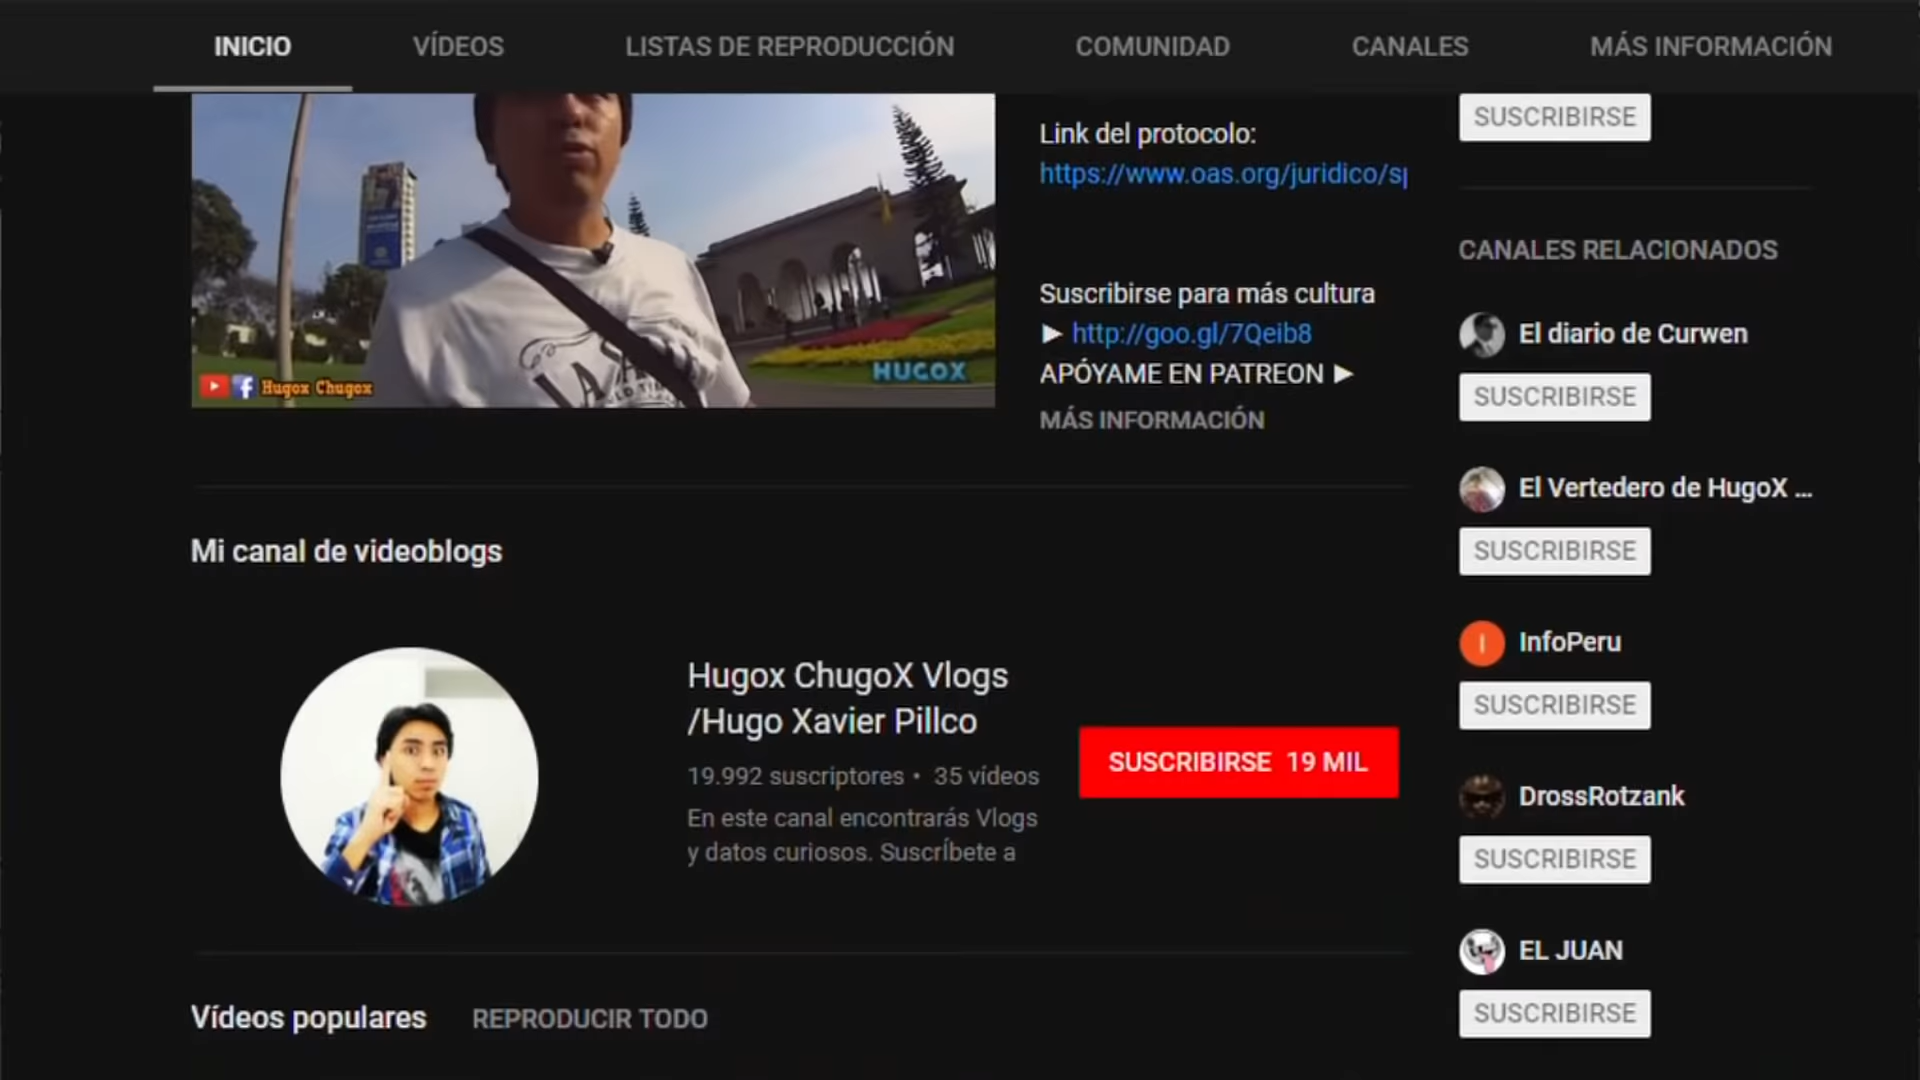 INICIO
VÍDEOS
LISTAS DE REPRODUCCIÓN
COMUNIDAD
CANALES
MÁS INFORMACIÓN
Hugox Chugox
HUGOX
Link del protocolo:
https://www.oas.org/juridico/sp
Suscribirse para más cultura
► http://goo.gl/7Qeib8
APÓYAME EN PATREON ►
MÁS INFORMACIÓN
Mi canal de videoblogs
Hugox ChugoX Vlogs
/Hugo Xavier Pillco
19.992 suscriptores • 35 vídeos
En este canal encontrarás Vlogs
y datos curiosos. SuscrÍbete a
SUSCRIBIRSE 19 MIL
Vídeos populares
REPRODUCIR TODO
SUSCRIBIRSE
CANALES RELACIONADOS
El diario de Curwen
SUSCRIBIRSE
El Vertedero de HugoX ...
SUSCRIBIRSE
I
InfoPeru
SUSCRIBIRSE
DrossRotzank
SUSCRIBIRSE
EL JUAN
SUSCRIBIRSE